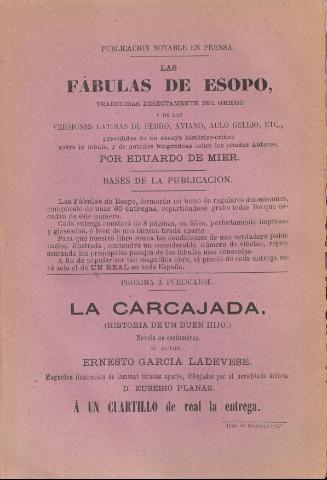 PUBLICACION NOTABLE EN PRENSA.
LAS
FÁBULAS DE ESOPO,
TRADUCIDAS DIRECTAMENTE DEL GRIEGO
Y DE LAS
VERSIONES LATINAS DE FEDRO, AVIANO, AULO GELLIO, ETC.,
precedidas de un ensayo histórico-crítico
sobre la fábula, y de noticias biográficas sobre los citados Autores,
POR EDUARDO DE MIER.
BASES DE LA PUBLICACION.
Las Fábulas de Esopo, formarán un tomo de regulares dimensiones,
compuesto de unas 60 entregas, repartiéndose grátis todas las que ex-
cedan de este número.
Cada entrega constará de 8 páginas, en fólio, perfectamente impresas
y glaseadas, ó bien de una lámina tirada aparte.
Para que nuestro libro reuna las condiciones de una verdadera publi-
cacion ilustrada, contendrá un considerable número de viñetas, repre-
sentando los principales pasajes de las fábulas mas conocidas.
A fin de popularizar tan magnífica obra, el precio de cada entrega se-
rá solo el de UN REAL en toda España.
PRÓXIMA Á PUBLICARSE.
LA CARCAJADA.
(HISTORIA DE UN BUEN HIJO.)
Novela de costumbres.
SU AUTOR
ERNESTO GARCIA LADEVESE.
Magnífica ilustracion de láminas tiradas aparte, dibujadas por el acreditado artista
D. EUSEBIO PLANAS.
Á UN CUARTILLO de real la entrega.
Imp. de